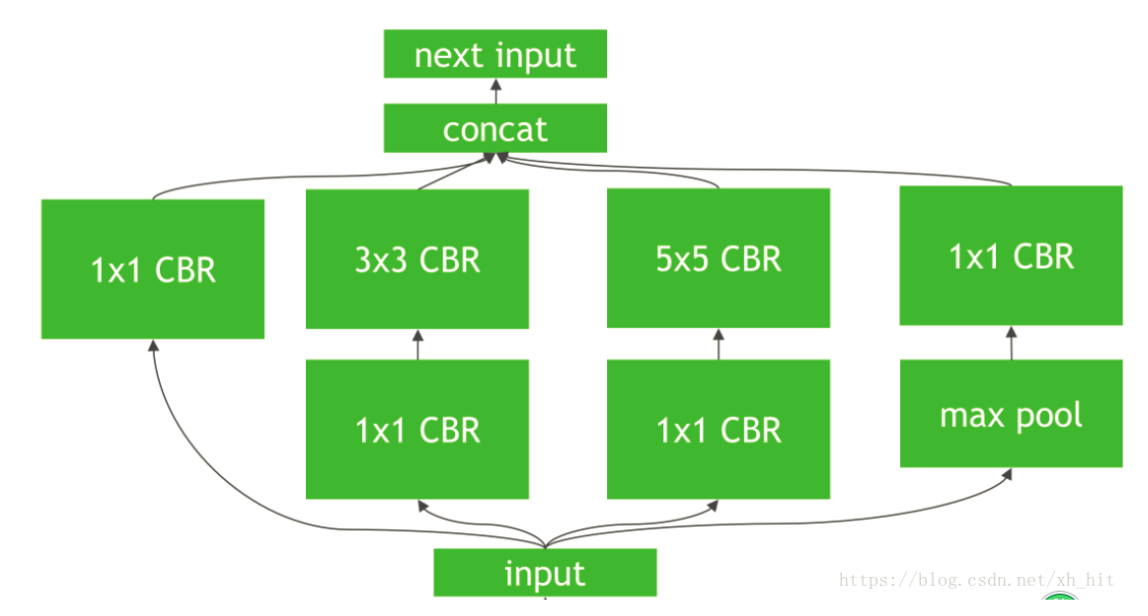 next input
concat
1x1 CBR
3x3 CBR
5x5 CBR
1x1 CBR
1x1 CBR
1x1 CBR
max pool
input
https://blog.csdn.net/xh_hit